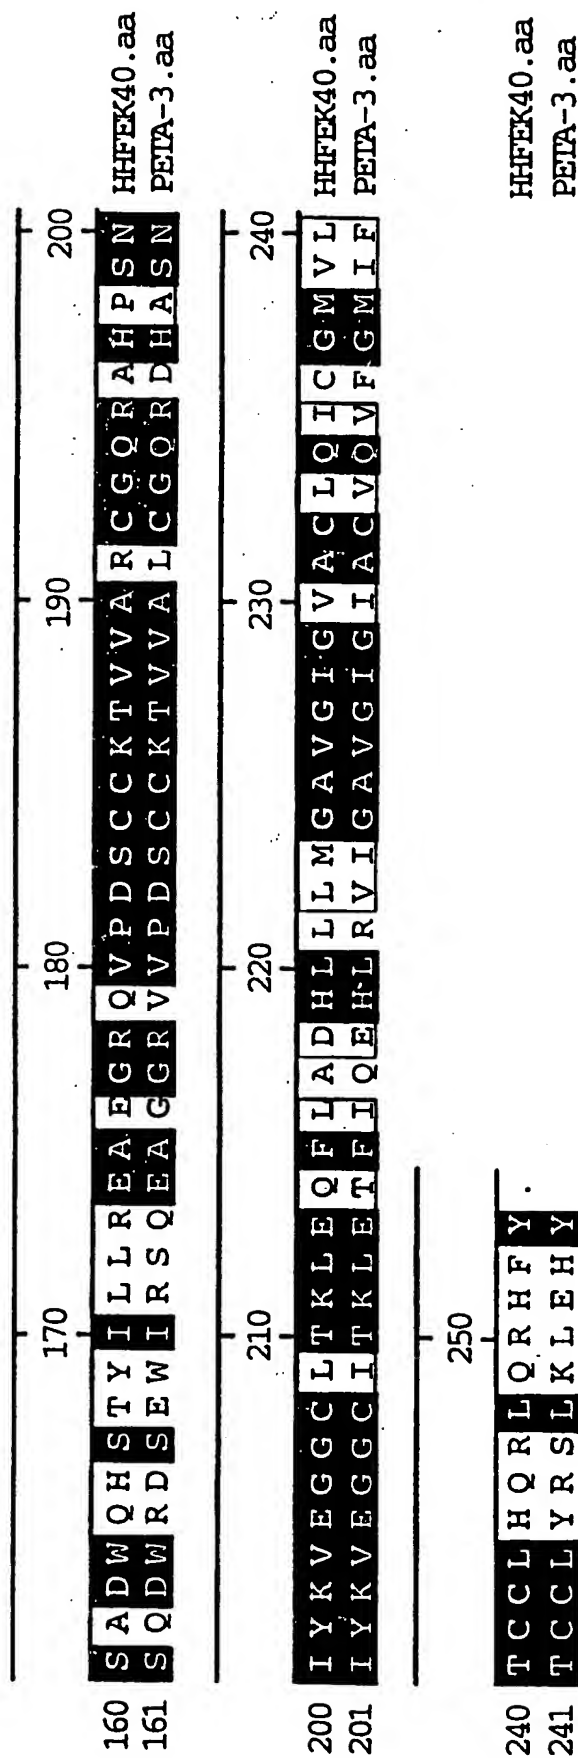 170 180 190 200
160 S A D W Q H S T Y I L L R E A E G R Q V P D S C C K T V V A R C G Q R A H P S N HHFEK40.aa
161 S Q D W R D S E W I R S Q E A G G R V V P D S C C K T V V A L C G Q R D H A S N PETA-3.aa
210 220 230 240
200 I Y K V E G G C L T K L E Q F L A D H L L L M G A V G I G V A C L Q I C G M V L HHFEK40.aa
201 I Y K V E G G C I T K L E T F I Q E H L R V I G A V G I G I A C V Q V F G M I F PETA-3.aa
250
240 T C C L H Q R L Q R H F Y . HHFEK40.aa
241 T C C L Y R S L K L E H Y PETA-3.aa